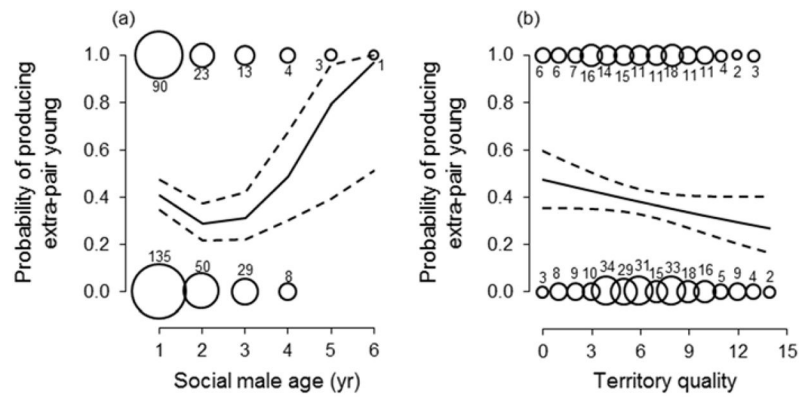 (a)
Probability of producing
extra-pair young
1.0
0.8
0.6
0.4
0.2
0.0
90
23
13
4
3
1
135
50
29
8
1 2 3 4 5 6
Social male age (yr)
(b)
Probability of producing
extra-pair young
1.0
0.8
0.6
0.4
0.2
0.0
6 6 7 16 14 15 11 11 18 11 11 4 2 3
3 8 9 10 34 29 31 15 33 18 16 5 9 4 2
0 3 6 9 12 15
Territory quality